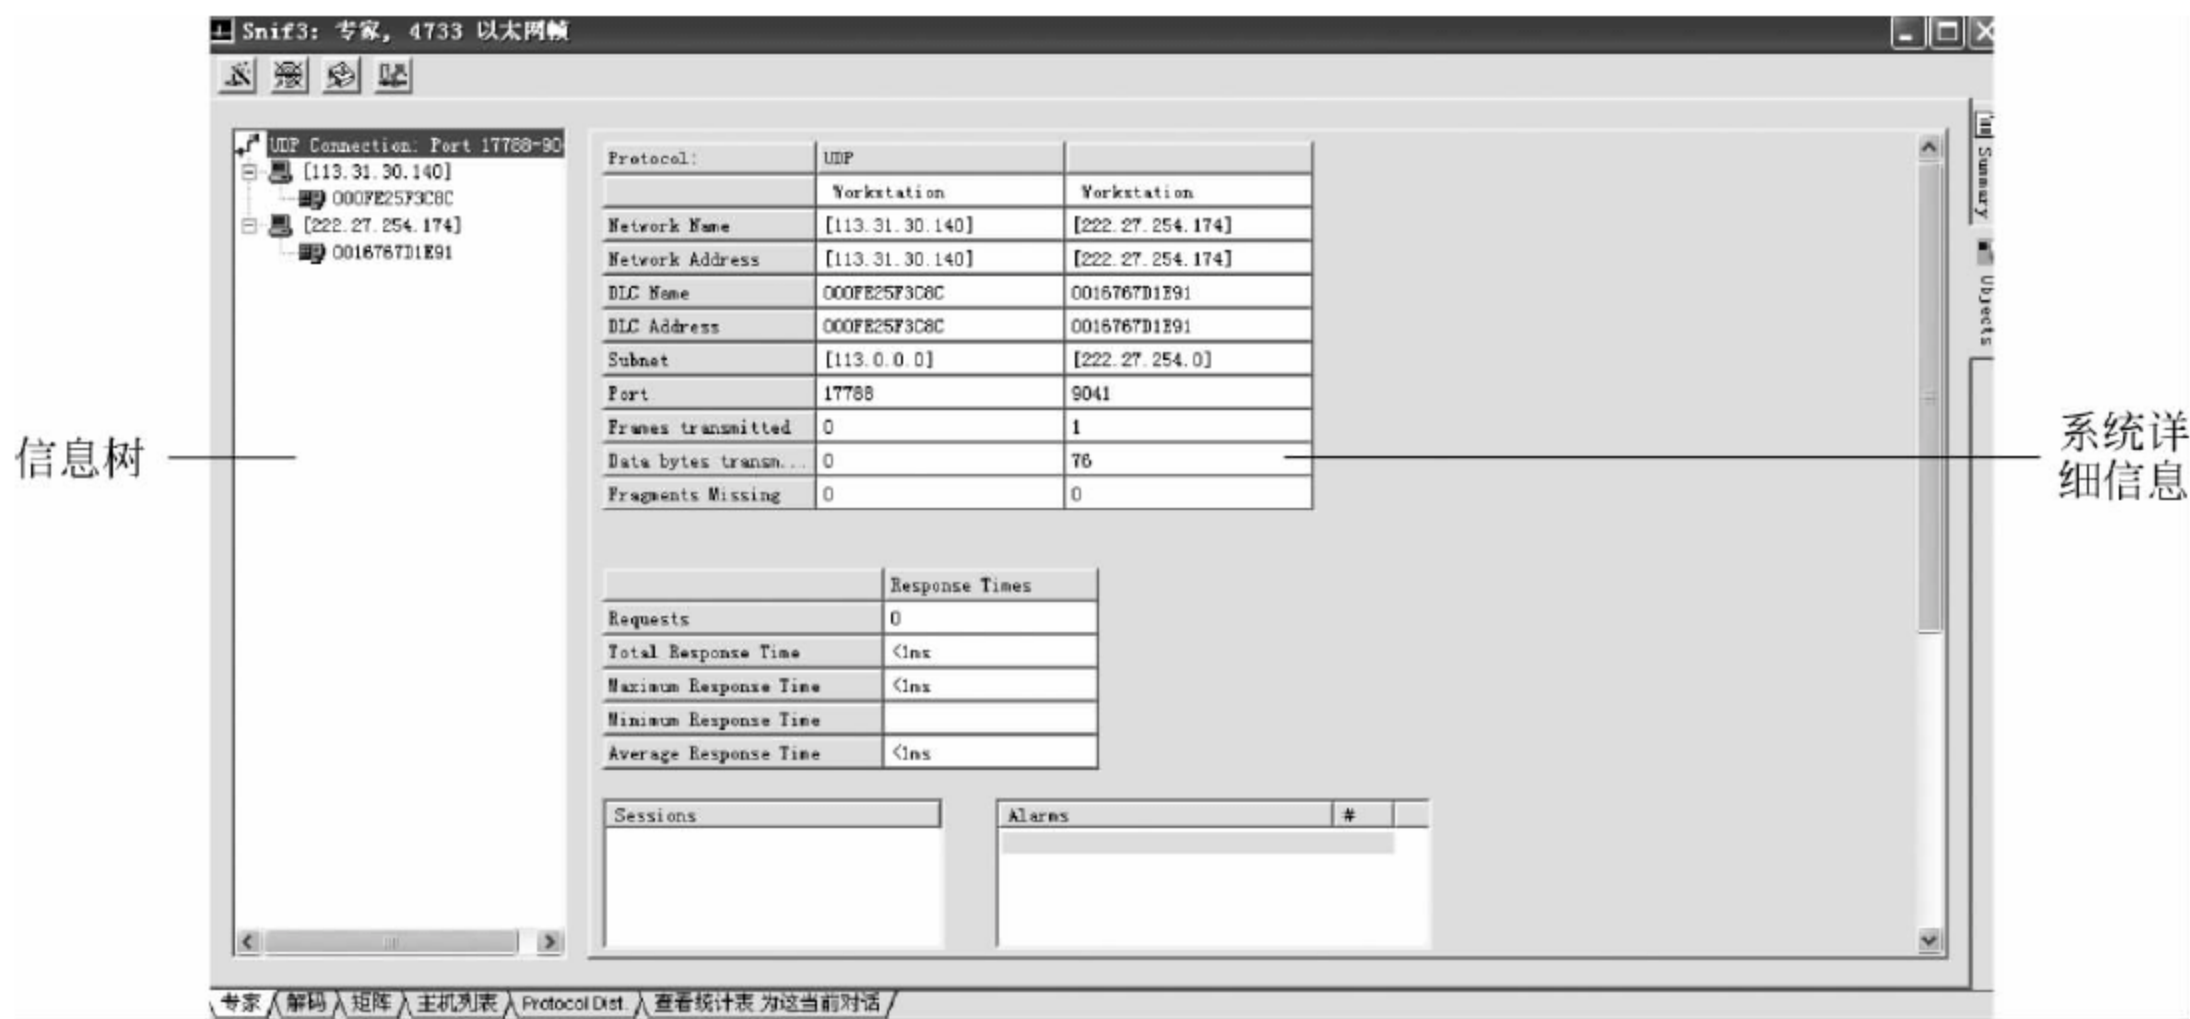 Snif3: 专家, 4733 以太网帧
UDP Connection: Port 17788-90
[113.31.30.140]
000FE25F3C8C
[222.27.254.174]
0016767D1E91
Protocol: UDP
Workstation Workstation
Network Name [113.31.30.140] [222.27.254.174]
Network Address [113.31.30.140] [222.27.254.174]
DLC Name 000FE25F3C8C 0016767D1E91
DLC Address 000FE25F3C8C 0016767D1E91
Subnet [113.0.0.0] [222.27.254.0]
Port 17788 9041
Frames transmitted 0 1
Data bytes transm... 0 76
Fragments Missing 0 0
Response Times
Requests 0
Total Response Time <1ms
Maximum Response Time <1ms
Minimum Response Time
Average Response Time <1ms
Sessions
Alarms #
Summary
Objects
信息树
系统详
细信息
专家 解码 矩阵 主机列表 Protocol Dist. 查看统计表 为这当前对话